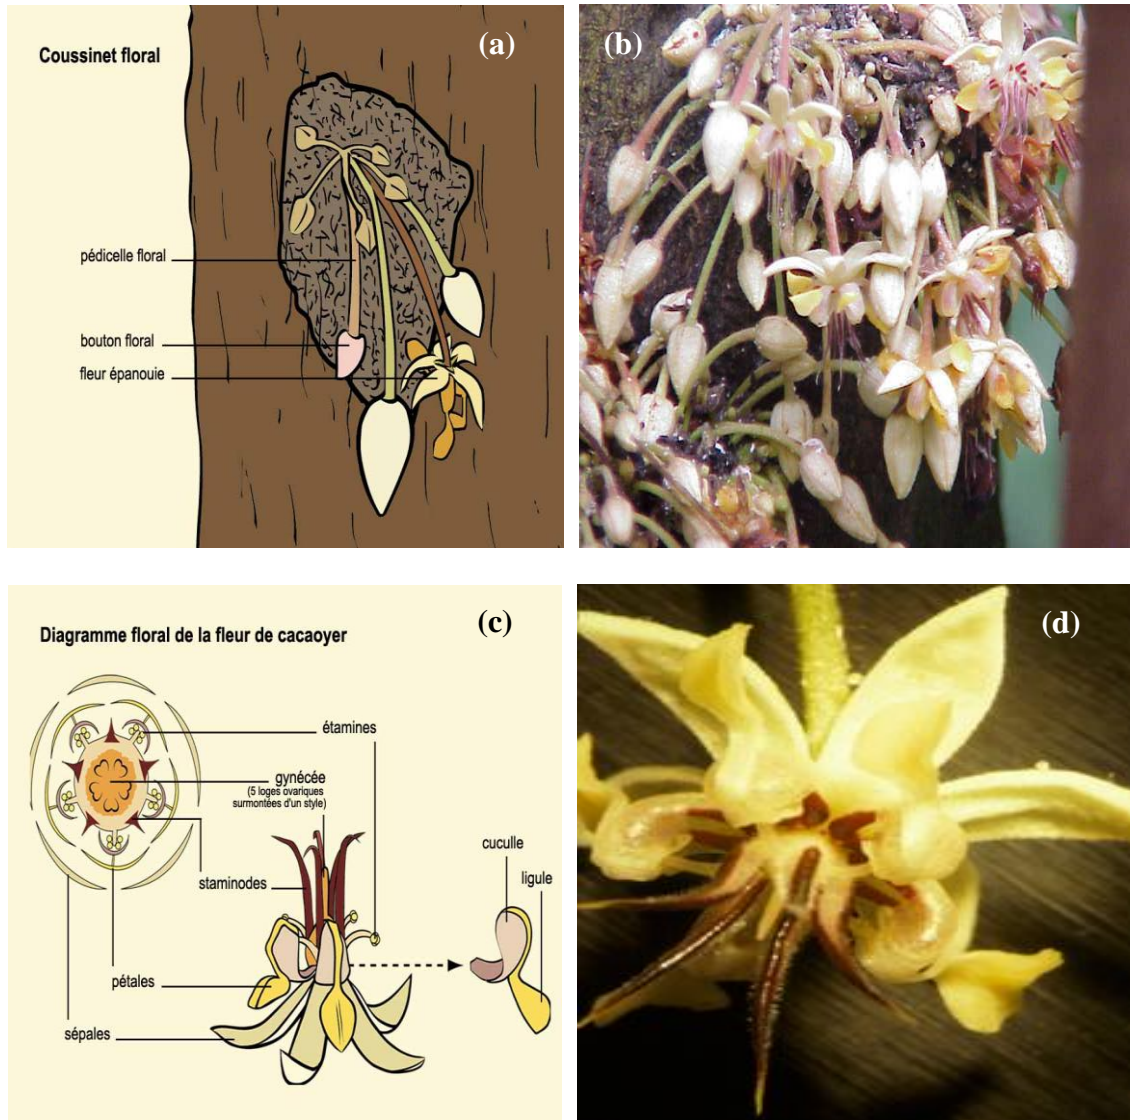 Coussinet floral
(a)
pédicelle floral
bouton floral
fleur épanouie
(b)
Diagramme floral de la fleur de cacaoyer
(c)
étamines
gynécée
(5 loges ovariques
surmontées d'un style)
cuculle
ligule
staminodes
pétales
sépales
(d)